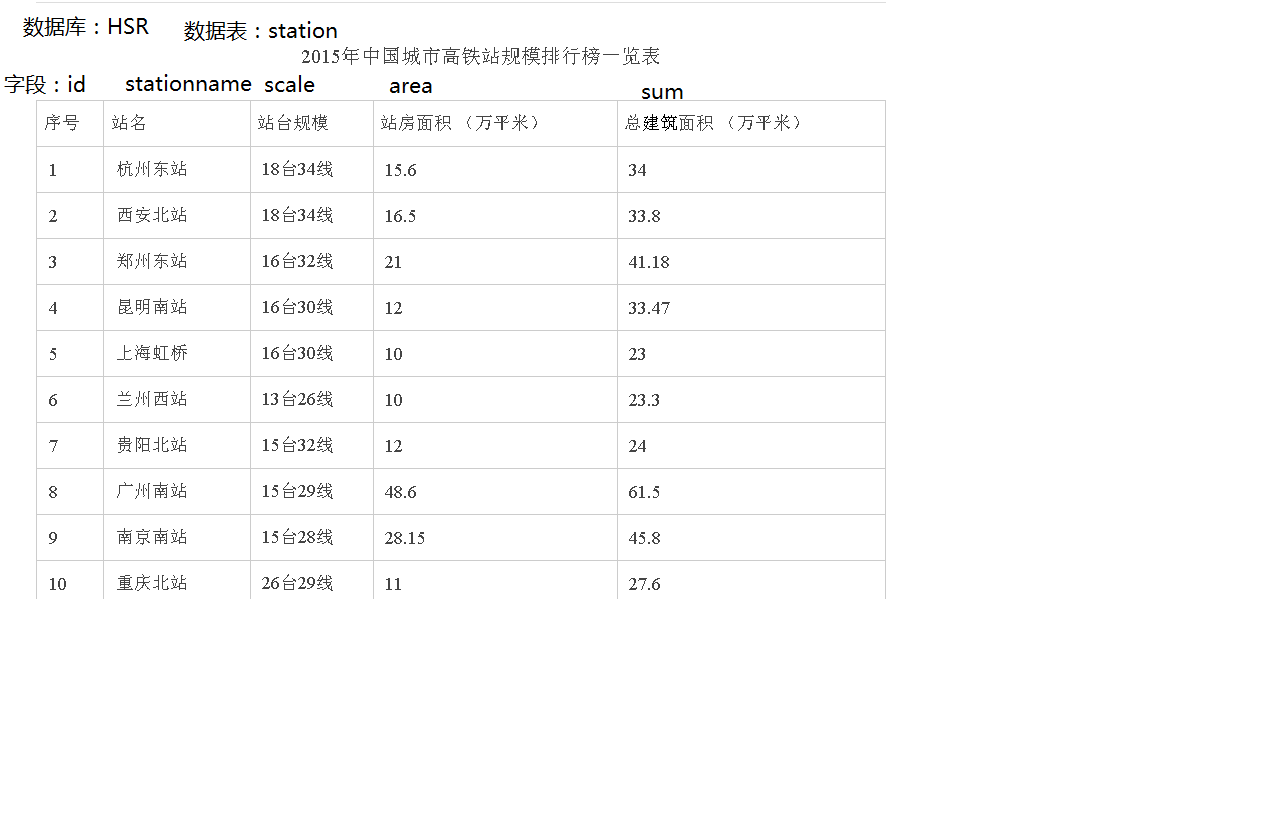 数据库：HSR 数据表：station
2015年中国城市高铁站规模排行榜一览表
字段：id stationname scale area sum
序号 站名 站台规模 站房面积 （万平米） 总建筑面积 （万平米）
1 杭州东站 18台34线 15.6 34
2 西安北站 18台34线 16.5 33.8
3 郑州东站 16台32线 21 41.18
4 昆明南站 16台30线 12 33.47
5 上海虹桥 16台30线 10 23
6 兰州西站 13台26线 10 23.3
7 贵阳北站 15台32线 12 24
8 广州南站 15台29线 48.6 61.5
9 南京南站 15台28线 28.15 45.8
10 重庆北站 26台29线 11 27.6